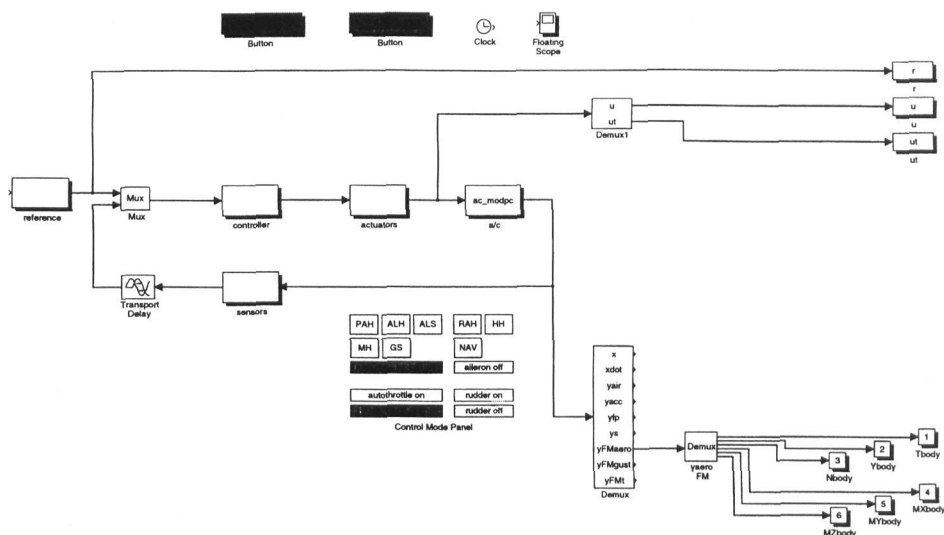 Button
Button
Clock
Floating
Scope
r
r
u
ut
Demux1
u
u
ut
ut
reference
Mux
Mux
controller
actuators
ac_modpc
a/c
Transport
Delay
sensors
PAH
ALH
ALS
RAH
HH
MH
GS
NAV
aileron off
autothrottle on
rudder on
rudder off
Control Mode Panel
x
xdot
yair
yacc
yfp
ys
yFMaero
yFMgust
yFMt
Demux
Demux
yaero
FM
1
Tbody
2
Ybody
3
Nbody
4
MXbody
5
MYbody
6
MZbody